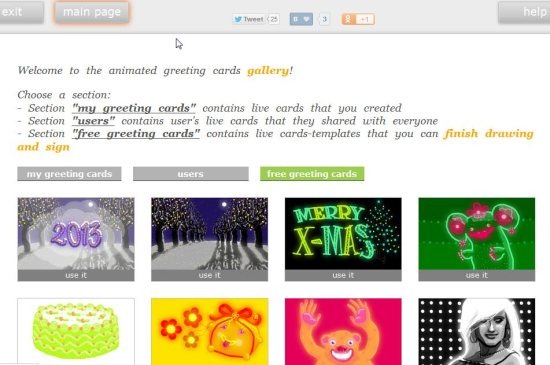 exit
main page
Tweet
25
6
3
+1
help
Welcome to the animated greeting cards gallery!
Choose a section:
- Section "my greeting cards" contains live cards that you created
- Section "users" contains user's live cards that they shared with everyone
- Section "free greeting cards" contains live cards-templates that you can finish drawing
and sign
my greeting cards
users
free greeting cards
2013
MERRY
X-MAS
use it
use it
use it
use it